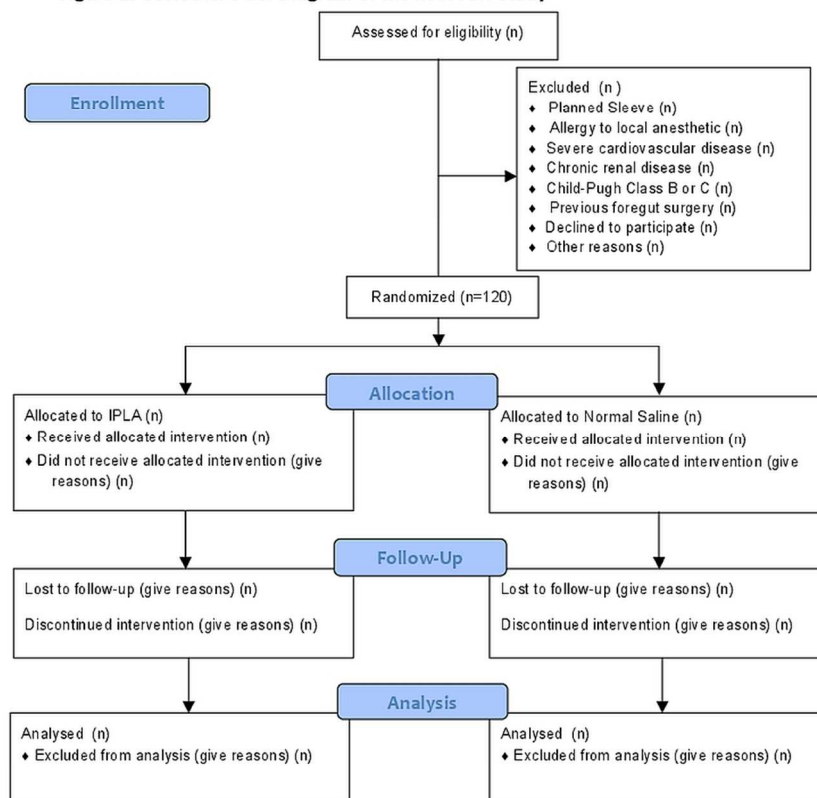 Assessed for eligibility (n)
Enrollment
Excluded (n )
♦ Planned Sleeve (n)
♦ Allergy to local anesthetic (n)
♦ Severe cardiovascular disease (n)
♦ Chronic renal disease (n)
♦ Child-Pugh Class B or C (n)
♦ Previous foregut surgery (n)
♦ Declined to participate (n)
♦ Other reasons (n)
Randomized (n=120)
Allocation
Allocated to IPLA (n)
♦ Received allocated intervention (n)
♦ Did not receive allocated intervention (give
reasons) (n)
Allocated to Normal Saline (n)
♦ Received allocated intervention (n)
♦ Did not receive allocated intervention (give
reasons) (n)
Follow-Up
Lost to follow-up (give reasons) (n)
Discontinued intervention (give reasons) (n)
Lost to follow-up (give reasons) (n)
Discontinued intervention (give reasons) (n)
Analysis
Analysed (n)
♦ Excluded from analysis (give reasons) (n)
Analysed (n)
♦ Excluded from analysis (give reasons) (n)